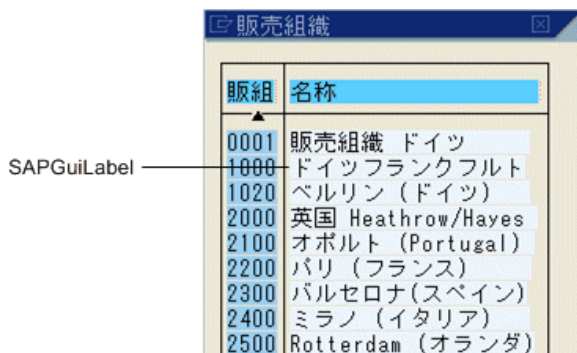 販売組織
販組 名称
0001 販売組織 ドイツ
SAPGuiLabel 1000 ドイツフランクフルト
1020 ベルリン (ドイツ)
2000 英国 Heathrow/Hayes
2100 オポルト (Portugal)
2200 パリ (フランス)
2300 バルセロナ(スペイン)
2400 ミラノ (イタリア)
2500 Rotterdam (オランダ)